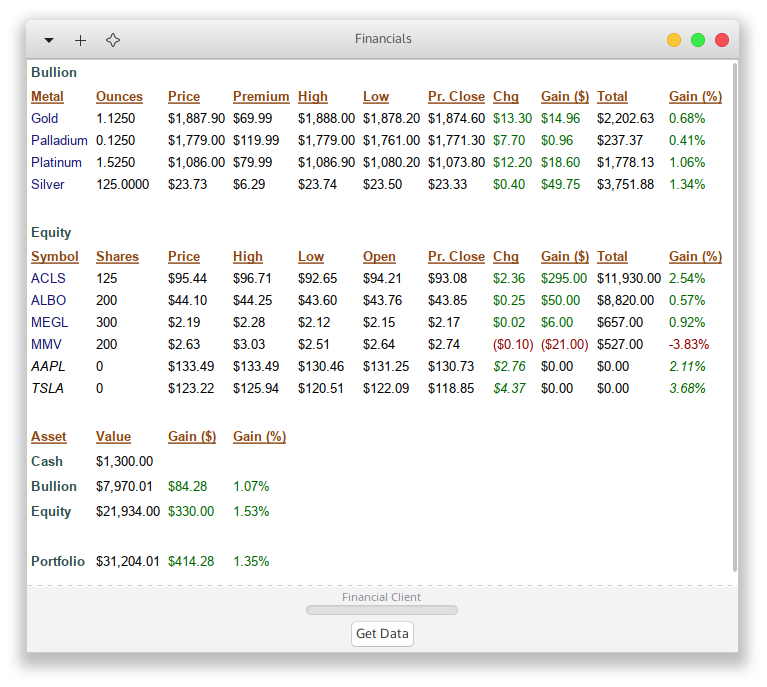 Financials
Bullion
Metal Ounces Price Premium High Low Pr. Close Chg Gain ($) Total Gain (%)
Gold 1.1250 $1,887.90 $69.99 $1,888.00 $1,878.20 $1,874.60 $13.30 $14.96 $2,202.63 0.68%
Palladium 0.1250 $1,779.00 $119.99 $1,779.00 $1,761.00 $1,771.30 $7.70 $0.96 $237.37 0.41%
Platinum 1.5250 $1,086.00 $79.99 $1,086.90 $1,080.20 $1,073.80 $12.20 $18.60 $1,778.13 1.06%
Silver 125.0000 $23.73 $6.29 $23.74 $23.50 $23.33 $0.40 $49.75 $3,751.88 1.34%
Equity
Symbol Shares Price High Low Open Pr. Close Chg Gain ($) Total Gain (%)
ACLS 125 $95.44 $96.71 $92.65 $94.21 $93.08 $2.36 $295.00 $11,930.00 2.54%
ALBO 200 $44.10 $44.25 $43.60 $43.76 $43.85 $0.25 $50.00 $8,820.00 0.57%
MEGL 300 $2.19 $2.28 $2.12 $2.15 $2.17 $0.02 $6.00 $657.00 0.92%
MMV 200 $2.63 $3.03 $2.51 $2.64 $2.74 ($0.10) ($21.00) $527.00 -3.83%
AAPL 0 $133.49 $133.49 $130.46 $131.25 $130.73 $2.76 $0.00 $0.00 2.11%
TSLA 0 $123.22 $125.94 $120.51 $122.09 $118.85 $4.37 $0.00 $0.00 3.68%
Asset Value Gain ($) Gain (%)
Cash $1,300.00
Bullion $7,970.01 $84.28 1.07%
Equity $21,934.00 $330.00 1.53%
Portfolio $31,204.01 $414.28 1.35%
Financial Client
Get Data